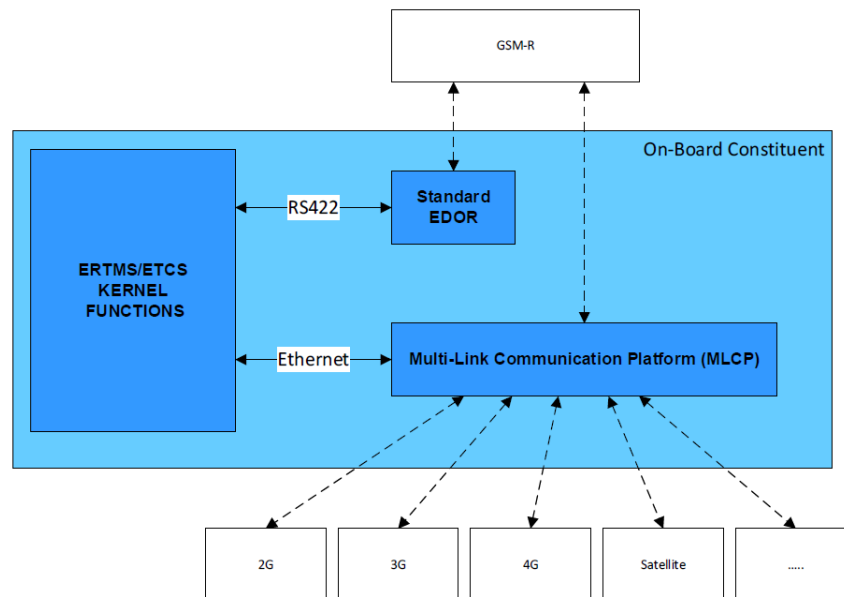 GSM-R
On-Board Constituent
Standard
EDOR
RS422
ERTMS/ETCS
KERNEL
FUNCTIONS
Ethernet
Multi-Link Communication Platform (MLCP)
2G
3G
4G
Satellite
.....